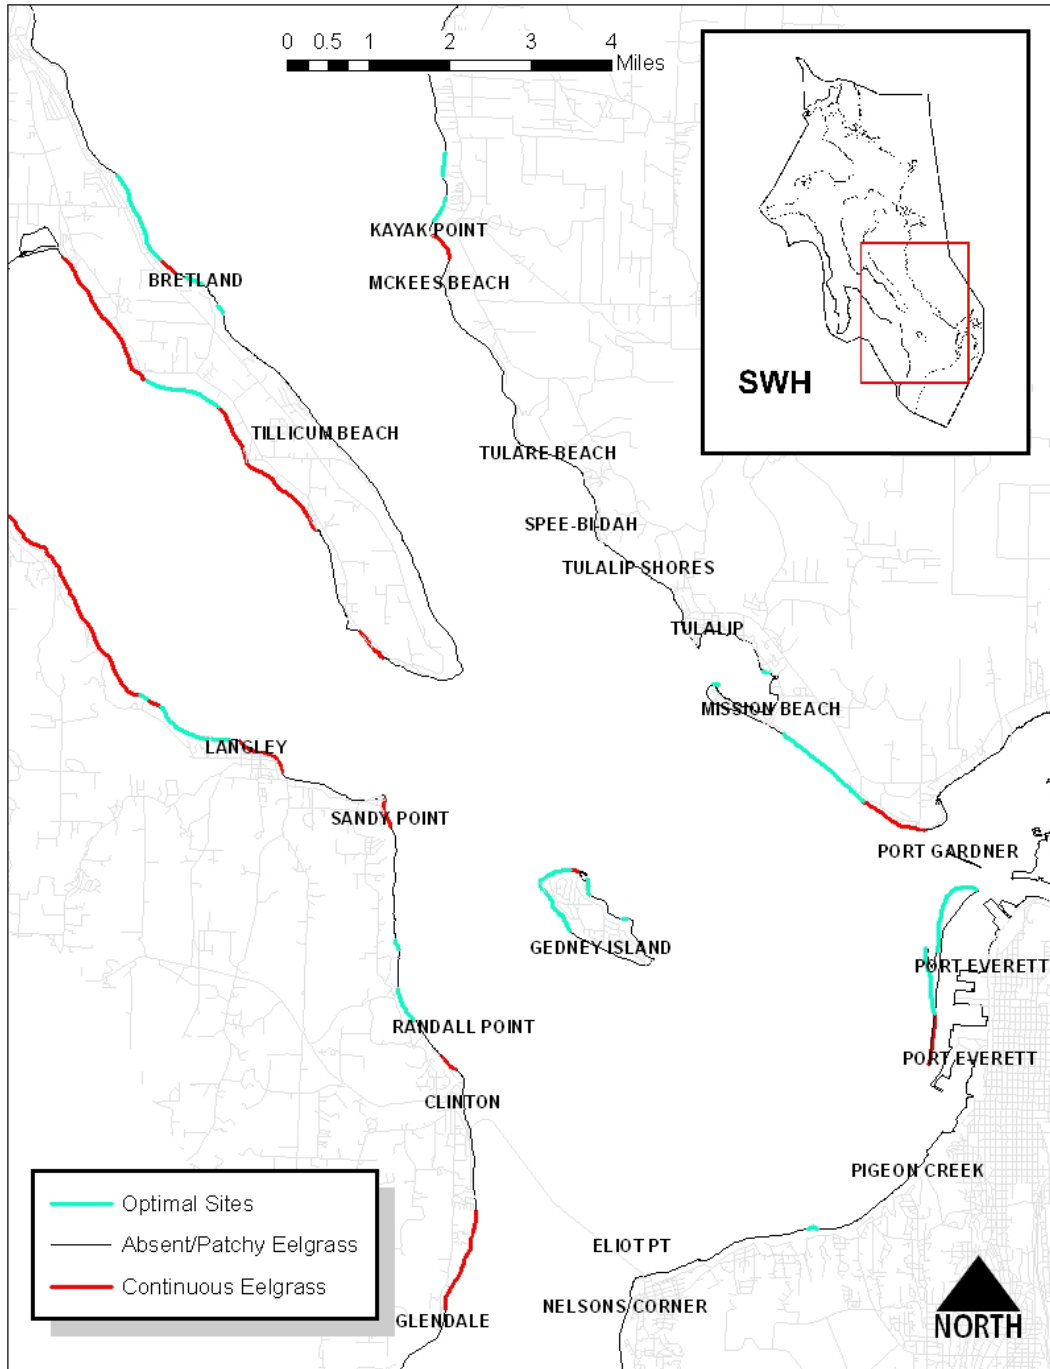 0 0.5 1 2 3 4
Miles
KAYAK POINT
BRETLAND
MCKEES BEACH
SWH
TILLICUM BEACH
TULARE BEACH
SPEE-BI-DAH
TULALIP SHORES
TULALIP
MISSION BEACH
LANGLEY
SANDY POINT
PORT GARDNER
GEDNEY ISLAND
PORT EVERETT
RANDALL POINT
PORT EVERETT
CLINTON
PIGEON CREEK
Optimal Sites
Absent/Patchy Eelgrass
Continuous Eelgrass
ELIOT PT
NELSONS CORNER
GLENDALE
NORTH